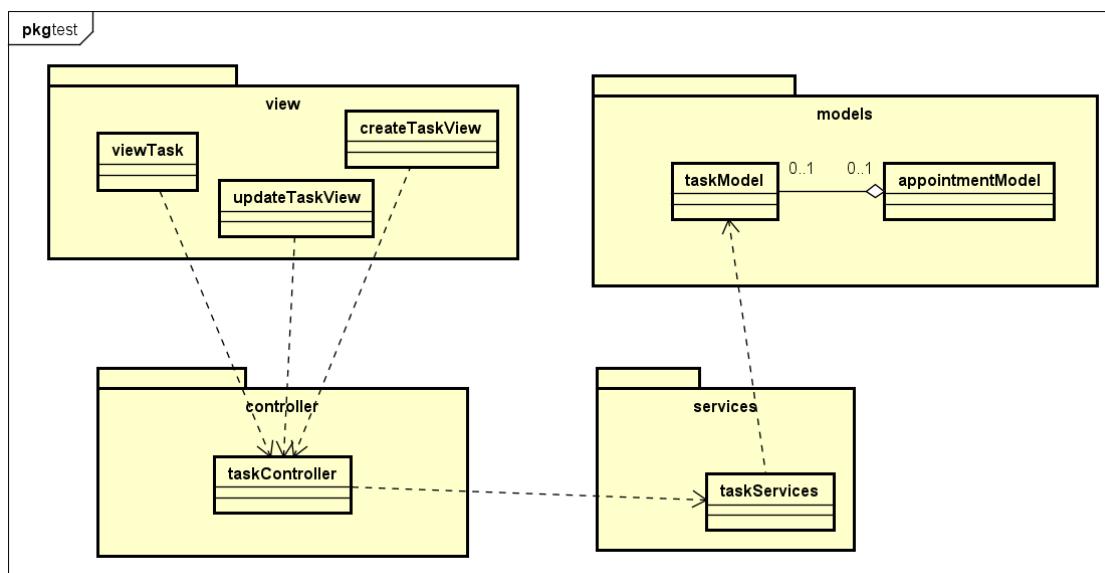 pkgtest
view
viewTask
createTaskView
updateTaskView
models
taskModel
0..1
0..1
appointmentModel
controller
taskController
services
taskServices